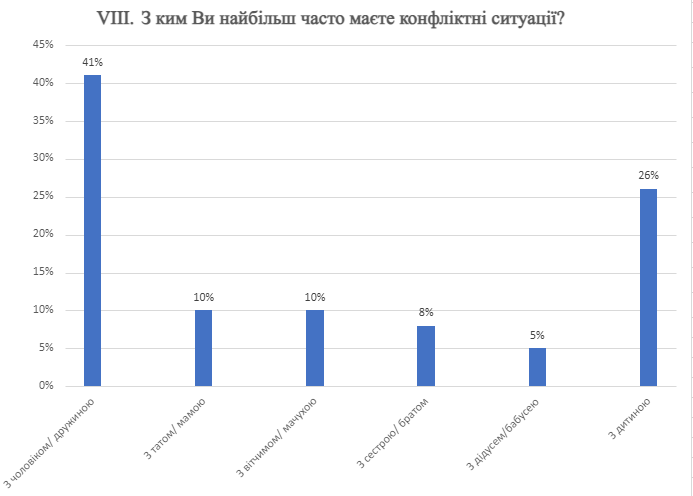 VIII. З ким Ви найбільш часто маєте конфліктні ситуації?
45%
40%
35%
30%
25%
20%
15%
10%
5%
0%
41%
10%
10%
8%
5%
26%
З чоловіком/ дружиною
З татом/ мамою
З вітчимом/ мачухою
З сестрою/ братом
З дідусем/бабусею
З дитиною